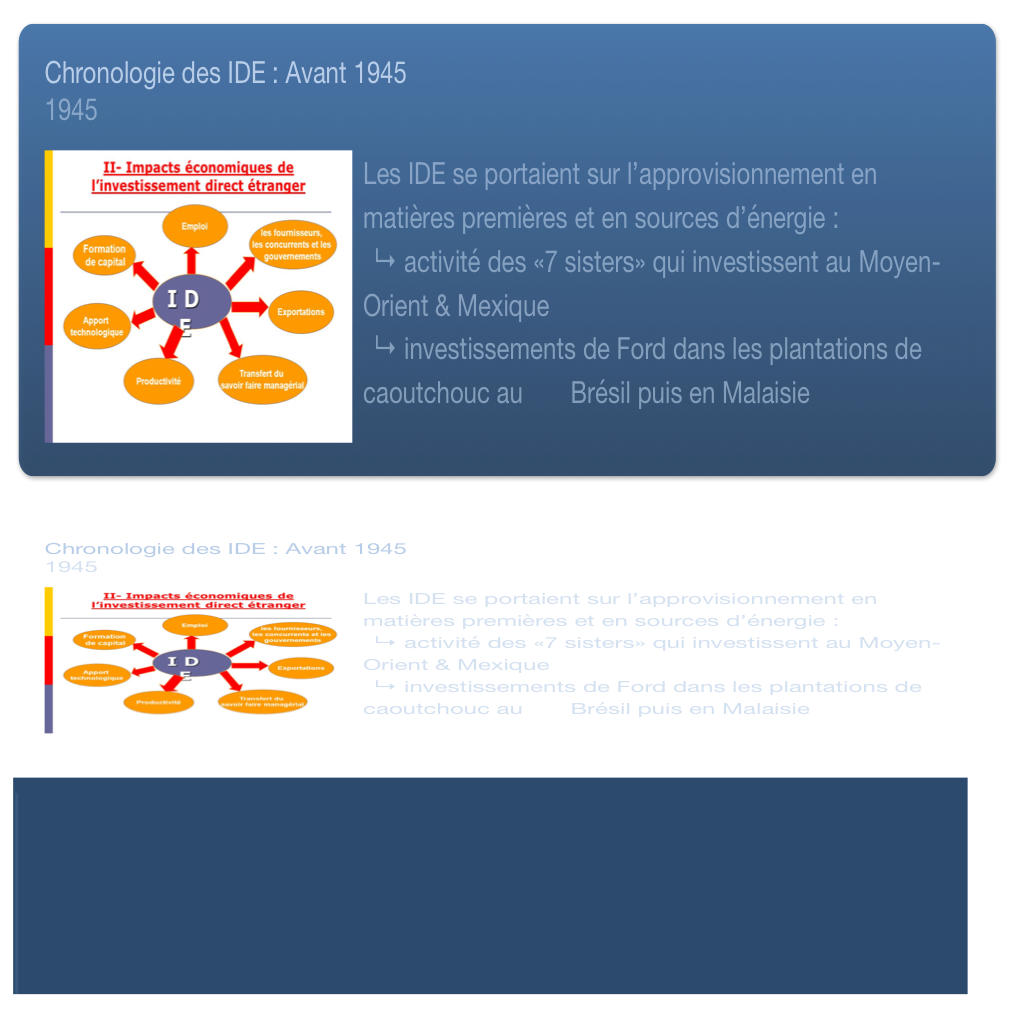 Chronologie des IDE : Avant 1945
1945
II- Impacts économiques de
l’investissement direct étranger
Emploi
les fournisseurs,
les concurrents et les
gouvernements
Formation
de capital
I D
E
Exportations
Apport
technologique
Productivité
Transfert du
savoir faire managérial
Les IDE se portaient sur l’approvisionnement en
matières premières et en sources d’énergie :
↪ activité des «7 sisters» qui investissent au Moyen-
Orient & Mexique
↪ investissements de Ford dans les plantations de
caoutchouc au Brésil puis en Malaisie
Chronologie des IDE : Avant 1945
1945
II- Impacts économiques de
l’investissement direct étranger
Emploi
les fournisseurs,
les concurrents et les
gouvernements
Formation
de capital
I D
E
Exportations
Apport
technologique
Productivité
Transfert du
savoir faire managérial
Les IDE se portaient sur l’approvisionnement en
matières premières et en sources d’énergie :
↪ activité des «7 sisters» qui investissent au Moyen-
Orient & Mexique
↪ investissements de Ford dans les plantations de
caoutchouc au Brésil puis en Malaisie